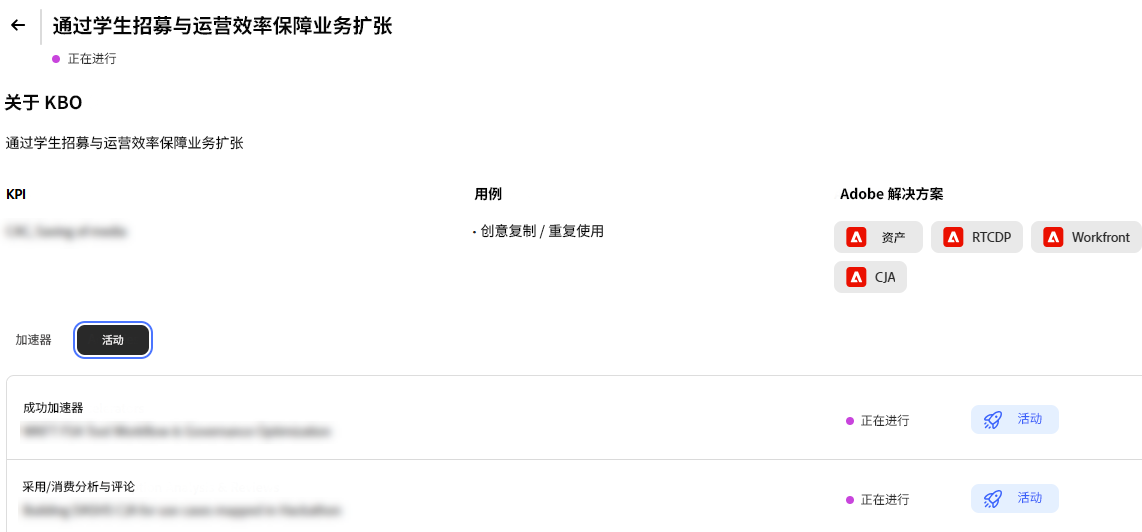 通过学生招募与运营效率保障业务扩张
正在进行
关于 KBO
通过学生招募与运营效率保障业务扩张
KPI
用例
Adobe 解决方案
· 创意复制 / 重复使用
资产
RTCDP
Workfront
CJA
加速器
活动
成功加速器
正在进行
活动
采用/消费分析与评论
正在进行
活动